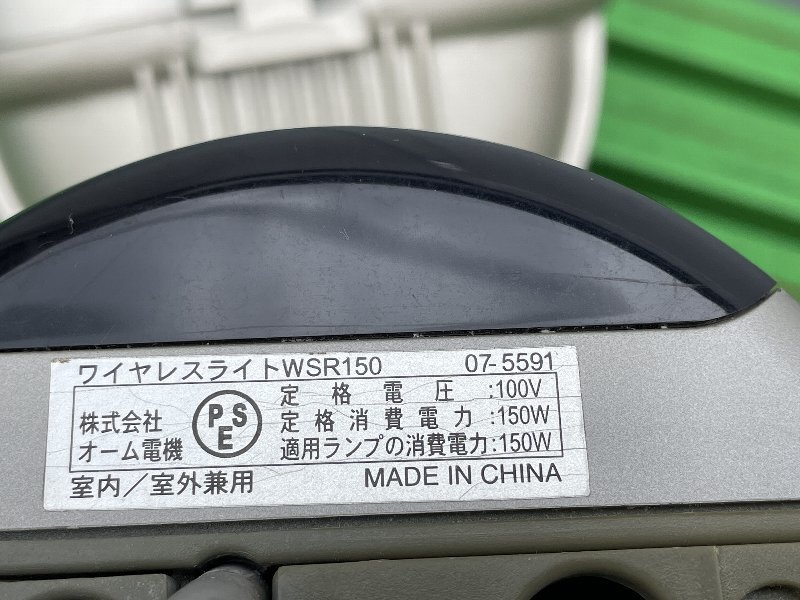 ワイヤレスライトWSR150 07-5591
株式会社
オーム電機
PSE
定格電圧:100V
定格消費電力:150W
適用ランプの消費電力:150W
室内/室外兼用 MADE IN CHINA